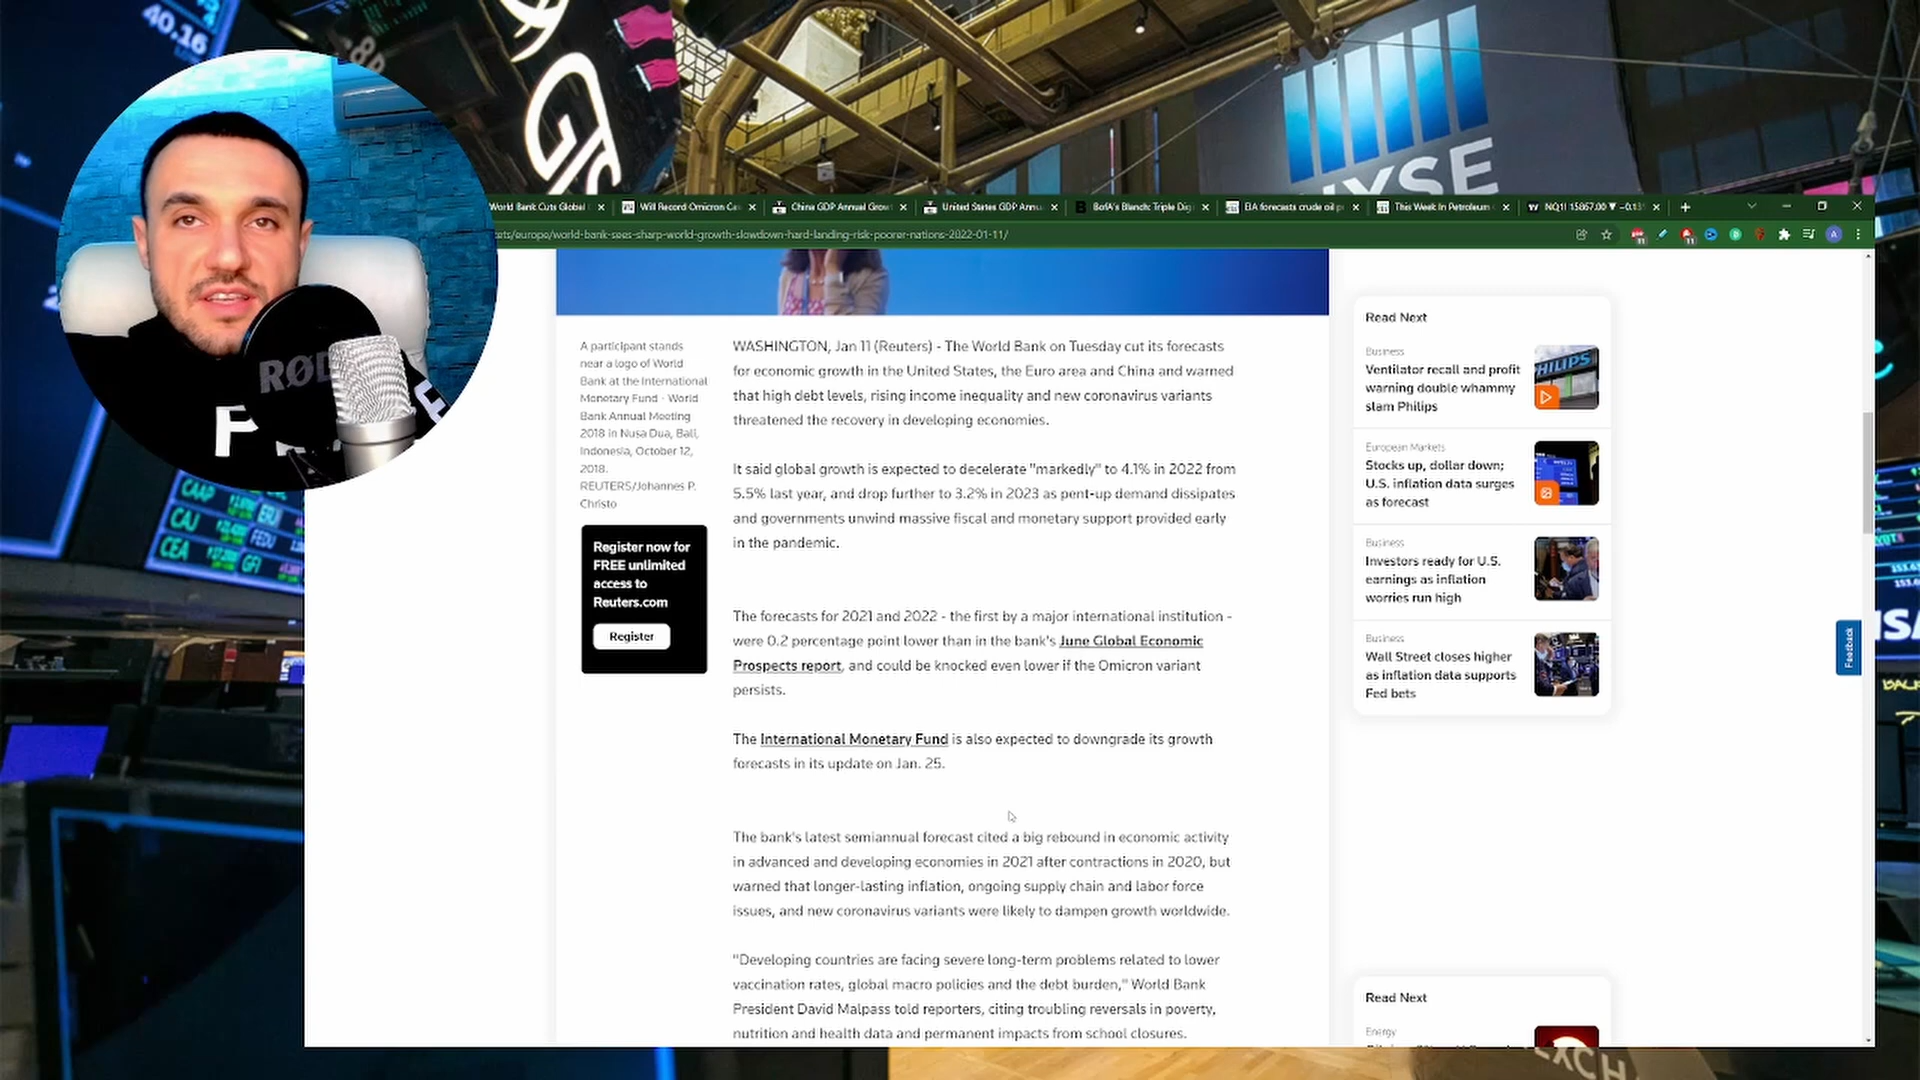 40.16
NYSE
RØD
CAAP
CAJ
CEA
GFI
World Bank Cuts Global
Will Record Omicron Ca
China GDP Annual Grow
United States GDP Annu
BofA's Blanch: Triple Dig
EIA forecasts crude oil p
This Week In Petroleum
NQ1! 15867.00 ▼ −0.13
ets/europe/world-bank-sees-sharp-world-growth-slowdown-hard-landing-risk-poorer-nations-2022-01-11/
A participant stands
near a logo of World
Bank at the International
Monetary Fund - World
Bank Annual Meeting
2018 in Nusa Dua, Bali,
Indonesia, October 12,
2018.
REUTERS/Johannes P.
Christo
Register now for
FREE unlimited
access to
Reuters.com
Register
WASHINGTON, Jan 11 (Reuters) - The World Bank on Tuesday cut its forecasts
for economic growth in the United States, the Euro area and China and warned
that high debt levels, rising income inequality and new coronavirus variants
threatened the recovery in developing economies.
It said global growth is expected to decelerate "markedly" to 4.1% in 2022 from
5.5% last year, and drop further to 3.2% in 2023 as pent-up demand dissipates
and governments unwind massive fiscal and monetary support provided early
in the pandemic.
The forecasts for 2021 and 2022 - the first by a major international institution -
were 0.2 percentage point lower than in the bank's June Global Economic
Prospects report, and could be knocked even lower if the Omicron variant
persists.
The International Monetary Fund is also expected to downgrade its growth
forecasts in its update on Jan. 25.
The bank's latest semiannual forecast cited a big rebound in economic activity
in advanced and developing economies in 2021 after contractions in 2020, but
warned that longer-lasting inflation, ongoing supply chain and labor force
issues, and new coronavirus variants were likely to dampen growth worldwide.
"Developing countries are facing severe long-term problems related to lower
vaccination rates, global macro policies and the debt burden," World Bank
President David Malpass told reporters, citing troubling reversals in poverty,
nutrition and health data and permanent impacts from school closures.
Read Next
Business
Ventilator recall and profit
warning double whammy
slam Philips
PHILIPS
European Markets
Stocks up, dollar down;
U.S. inflation data surges
as forecast
Business
Investors ready for U.S.
earnings as inflation
worries run high
Business
Wall Street closes higher
as inflation data supports
Fed bets
Feedback
Read Next
Energy